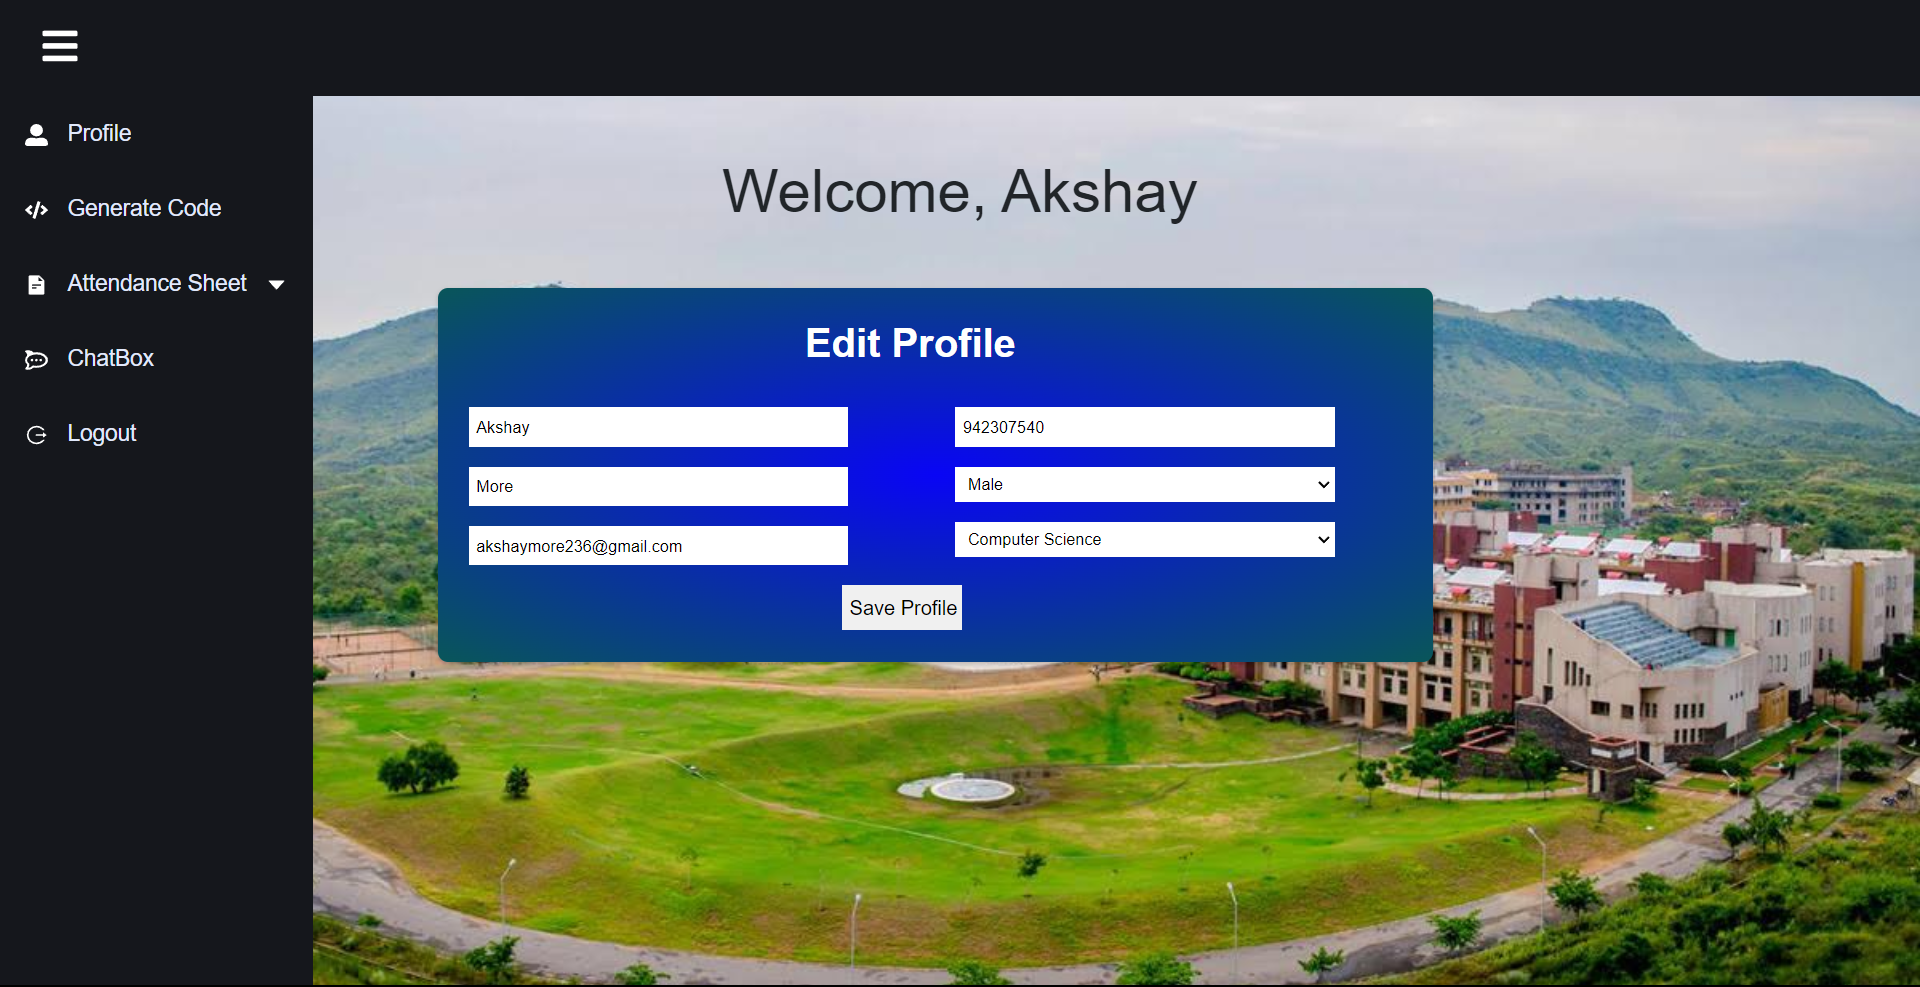 Profile
Generate Code
Attendance Sheet
ChatBox
Logout
Welcome, Akshay
Edit Profile
Akshay
942307540
More
Male
akshaymore236@gmail.com
Computer Science
Save Profile